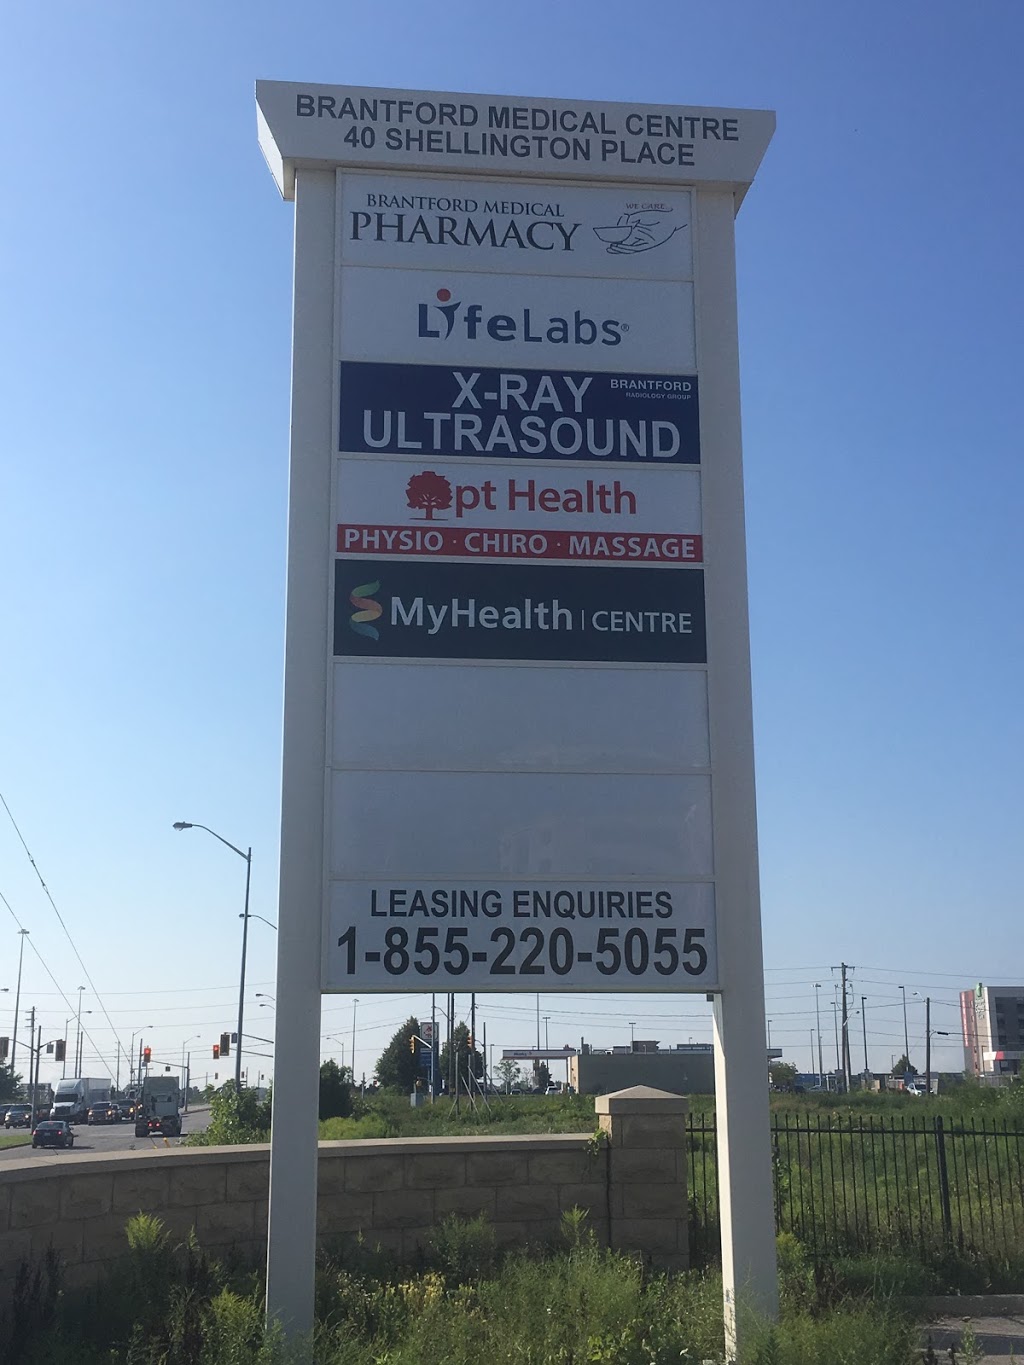 BRANTFORD MEDICAL CENTRE
40 SHELLINGTON PLACE
BRANTFORD MEDICAL
PHARMACY
WE CARE...
LifeLabs®
X-RAY
ULTRASOUND
BRANTFORD
RADIOLOGY GROUP
pt Health
PHYSIO · CHIRO · MASSAGE
MyHealth | CENTRE
LEASING ENQUIRIES
1-855-220-5055